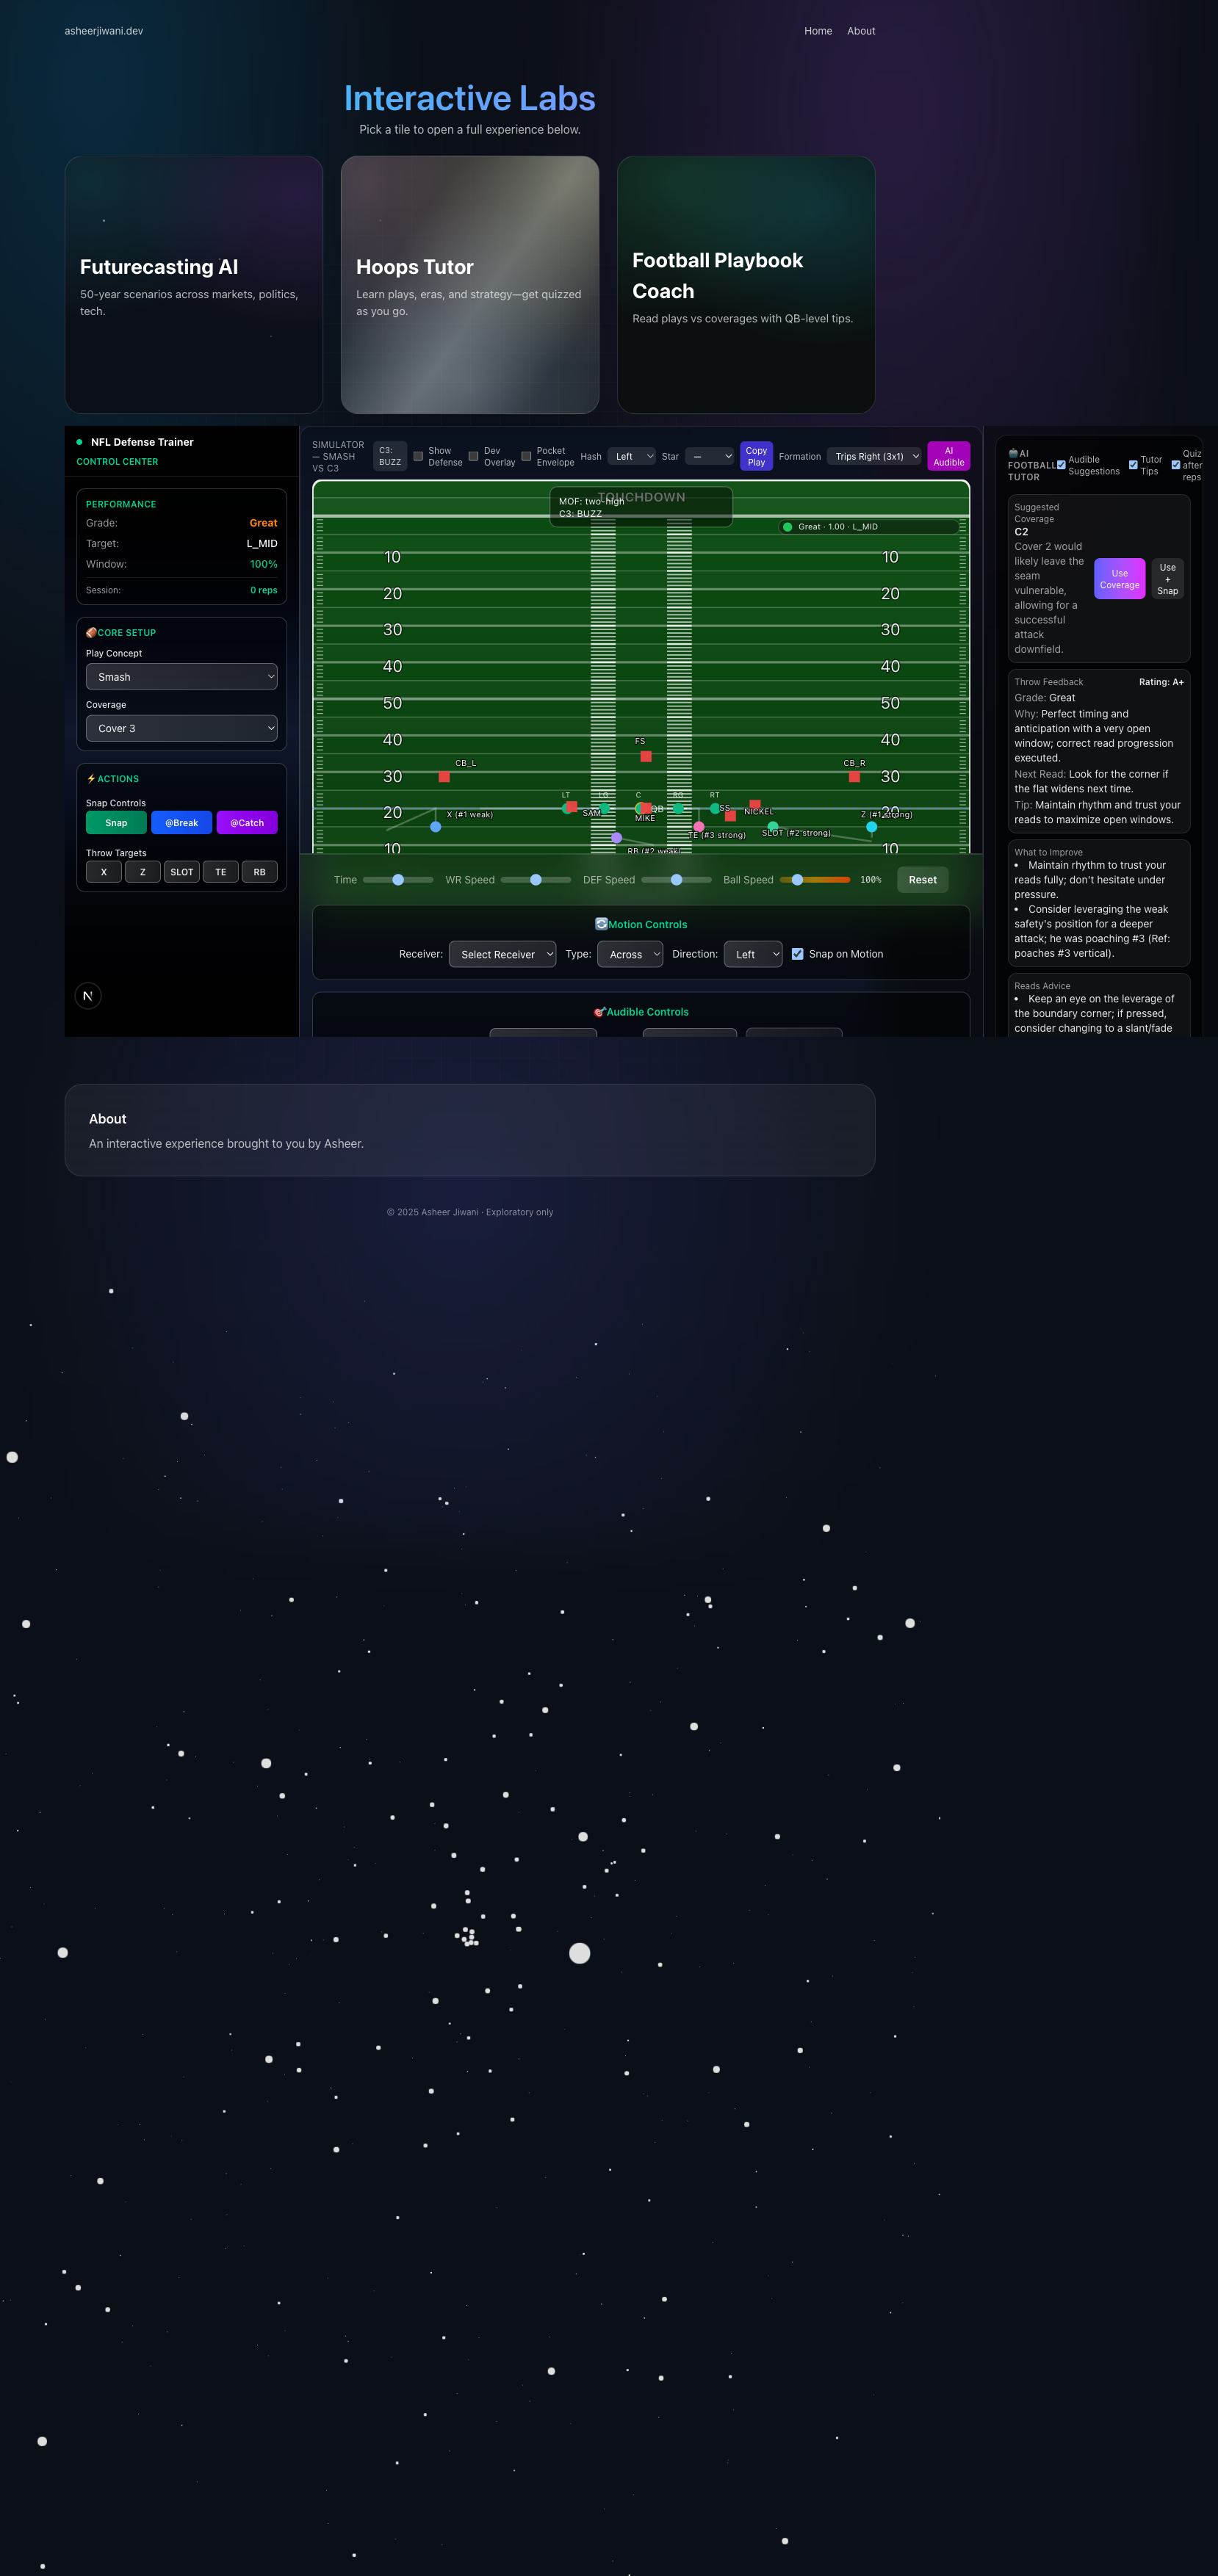 asheerjiwani.dev
Home About
Interactive Labs
Pick a tile to open a full experience below.
Futurecasting AI
50-year scenarios across markets, politics,
tech.
Hoops Tutor
Learn plays, eras, and strategy—get quizzed
as you go.
Football Playbook
Coach
Read plays vs coverages with QB-level tips.
NFL Defense Trainer
CONTROL CENTER
PERFORMANCE
Grade: Great
Target: L_MID
Window: 100%
Session: 0 reps
🏈CORE SETUP
Play Concept
Smash
Coverage
Cover 3
⚡ACTIONS
Snap Controls
Snap @Break @Catch
Throw Targets
X Z SLOT TE RB
N
SIMULATOR
— SMASH
VS C3
C3:
BUZZ
Show
Defense
Dev
Overlay
Pocket
Envelope
Hash Left
Star —
Copy
Play
Formation Trips Right (3x1)
AI
Audible
TOUCHDOWN
MOF: two-high
C3: BUZZ
Great · 1.00 · L_MID
10 10
20 20
30 30
40 40
50 50
40 40
FS
CB_L CB_R
30 30
LT LG C RG RT
20
SAM MIKE QB SS NICKEL
X (#1 weak) Z (#1 strong)
TE (#3 strong) SLOT (#2 strong)
RB (#2 weak)
10 10
Time WR Speed DEF Speed Ball Speed 100% Reset
🔄Motion Controls
Receiver: Select Receiver Type: Across Direction: Left Snap on Motion
🎯Audible Controls
🤖AI
FOOTBALL
TUTOR
Audible
Suggestions
Tutor
Tips
Quiz
after
reps
Suggested
Coverage
C2
Cover 2 would
likely leave the
seam
vulnerable,
allowing for a
successful
attack
downfield.
Use
Coverage
Use
+
Snap
Throw Feedback Rating: A+
Grade: Great
Why: Perfect timing and
anticipation with a very open
window; correct read progression
executed.
Next Read: Look for the corner if
the flat widens next time.
Tip: Maintain rhythm and trust your
reads to maximize open windows.
What to Improve
• Maintain rhythm to trust your
reads fully; don't hesitate under
pressure.
• Consider leveraging the weak
safety's position for a deeper
attack; he was poaching #3 (Ref:
poaches #3 vertical).
Reads Advice
• Keep an eye on the leverage of
the boundary corner; if pressed,
consider changing to a slant/fade
About
An interactive experience brought to you by Asheer.
© 2025 Asheer Jiwani · Exploratory only